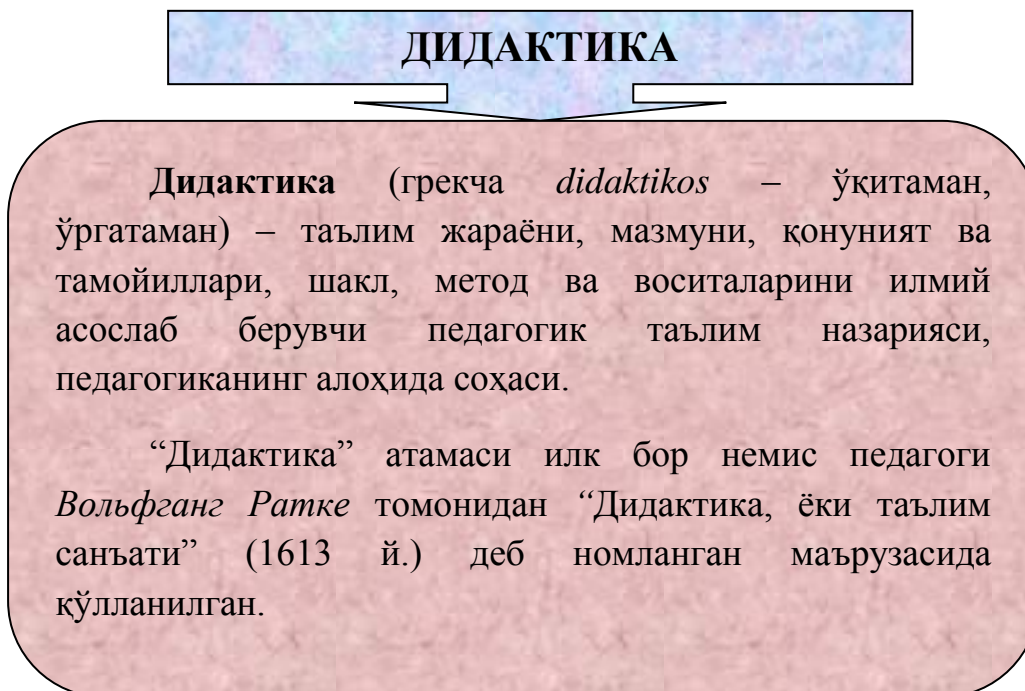 ДИДАКТИКА
Дидактика (грекча didaktikos – ўқитаман,
ўргатаман) – таълим жараёни, мазмуни, қонуният ва
тамойиллари, шакл, метод ва воситаларини илмий
асослаб берувчи педагогик таълим назарияси,
педагогиканинг алоҳида соҳаси.
“Дидактика” атамаси илк бор немис педагоги
Вольфганг Ратке томонидан “Дидактика, ёки таълим
санъати” (1613 й.) деб номланган маърузасида
қўлланилган.